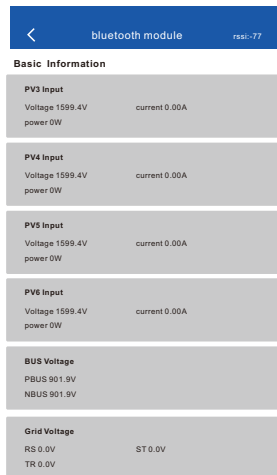 bluetooth module rssi:-77
Basic Information
PV3 Input
Voltage 1599.4V current 0.00A
power 0W
PV4 Input
Voltage 1599.4V current 0.00A
power 0W
PV5 Input
Voltage 1599.4V current 0.00A
power 0W
PV6 Input
Voltage 1599.4V current 0.00A
power 0W
BUS Voltage
PBUS 901.9V
NBUS 901.9V
Grid Voltage
RS 0.0V ST 0.0V
TR 0.0V